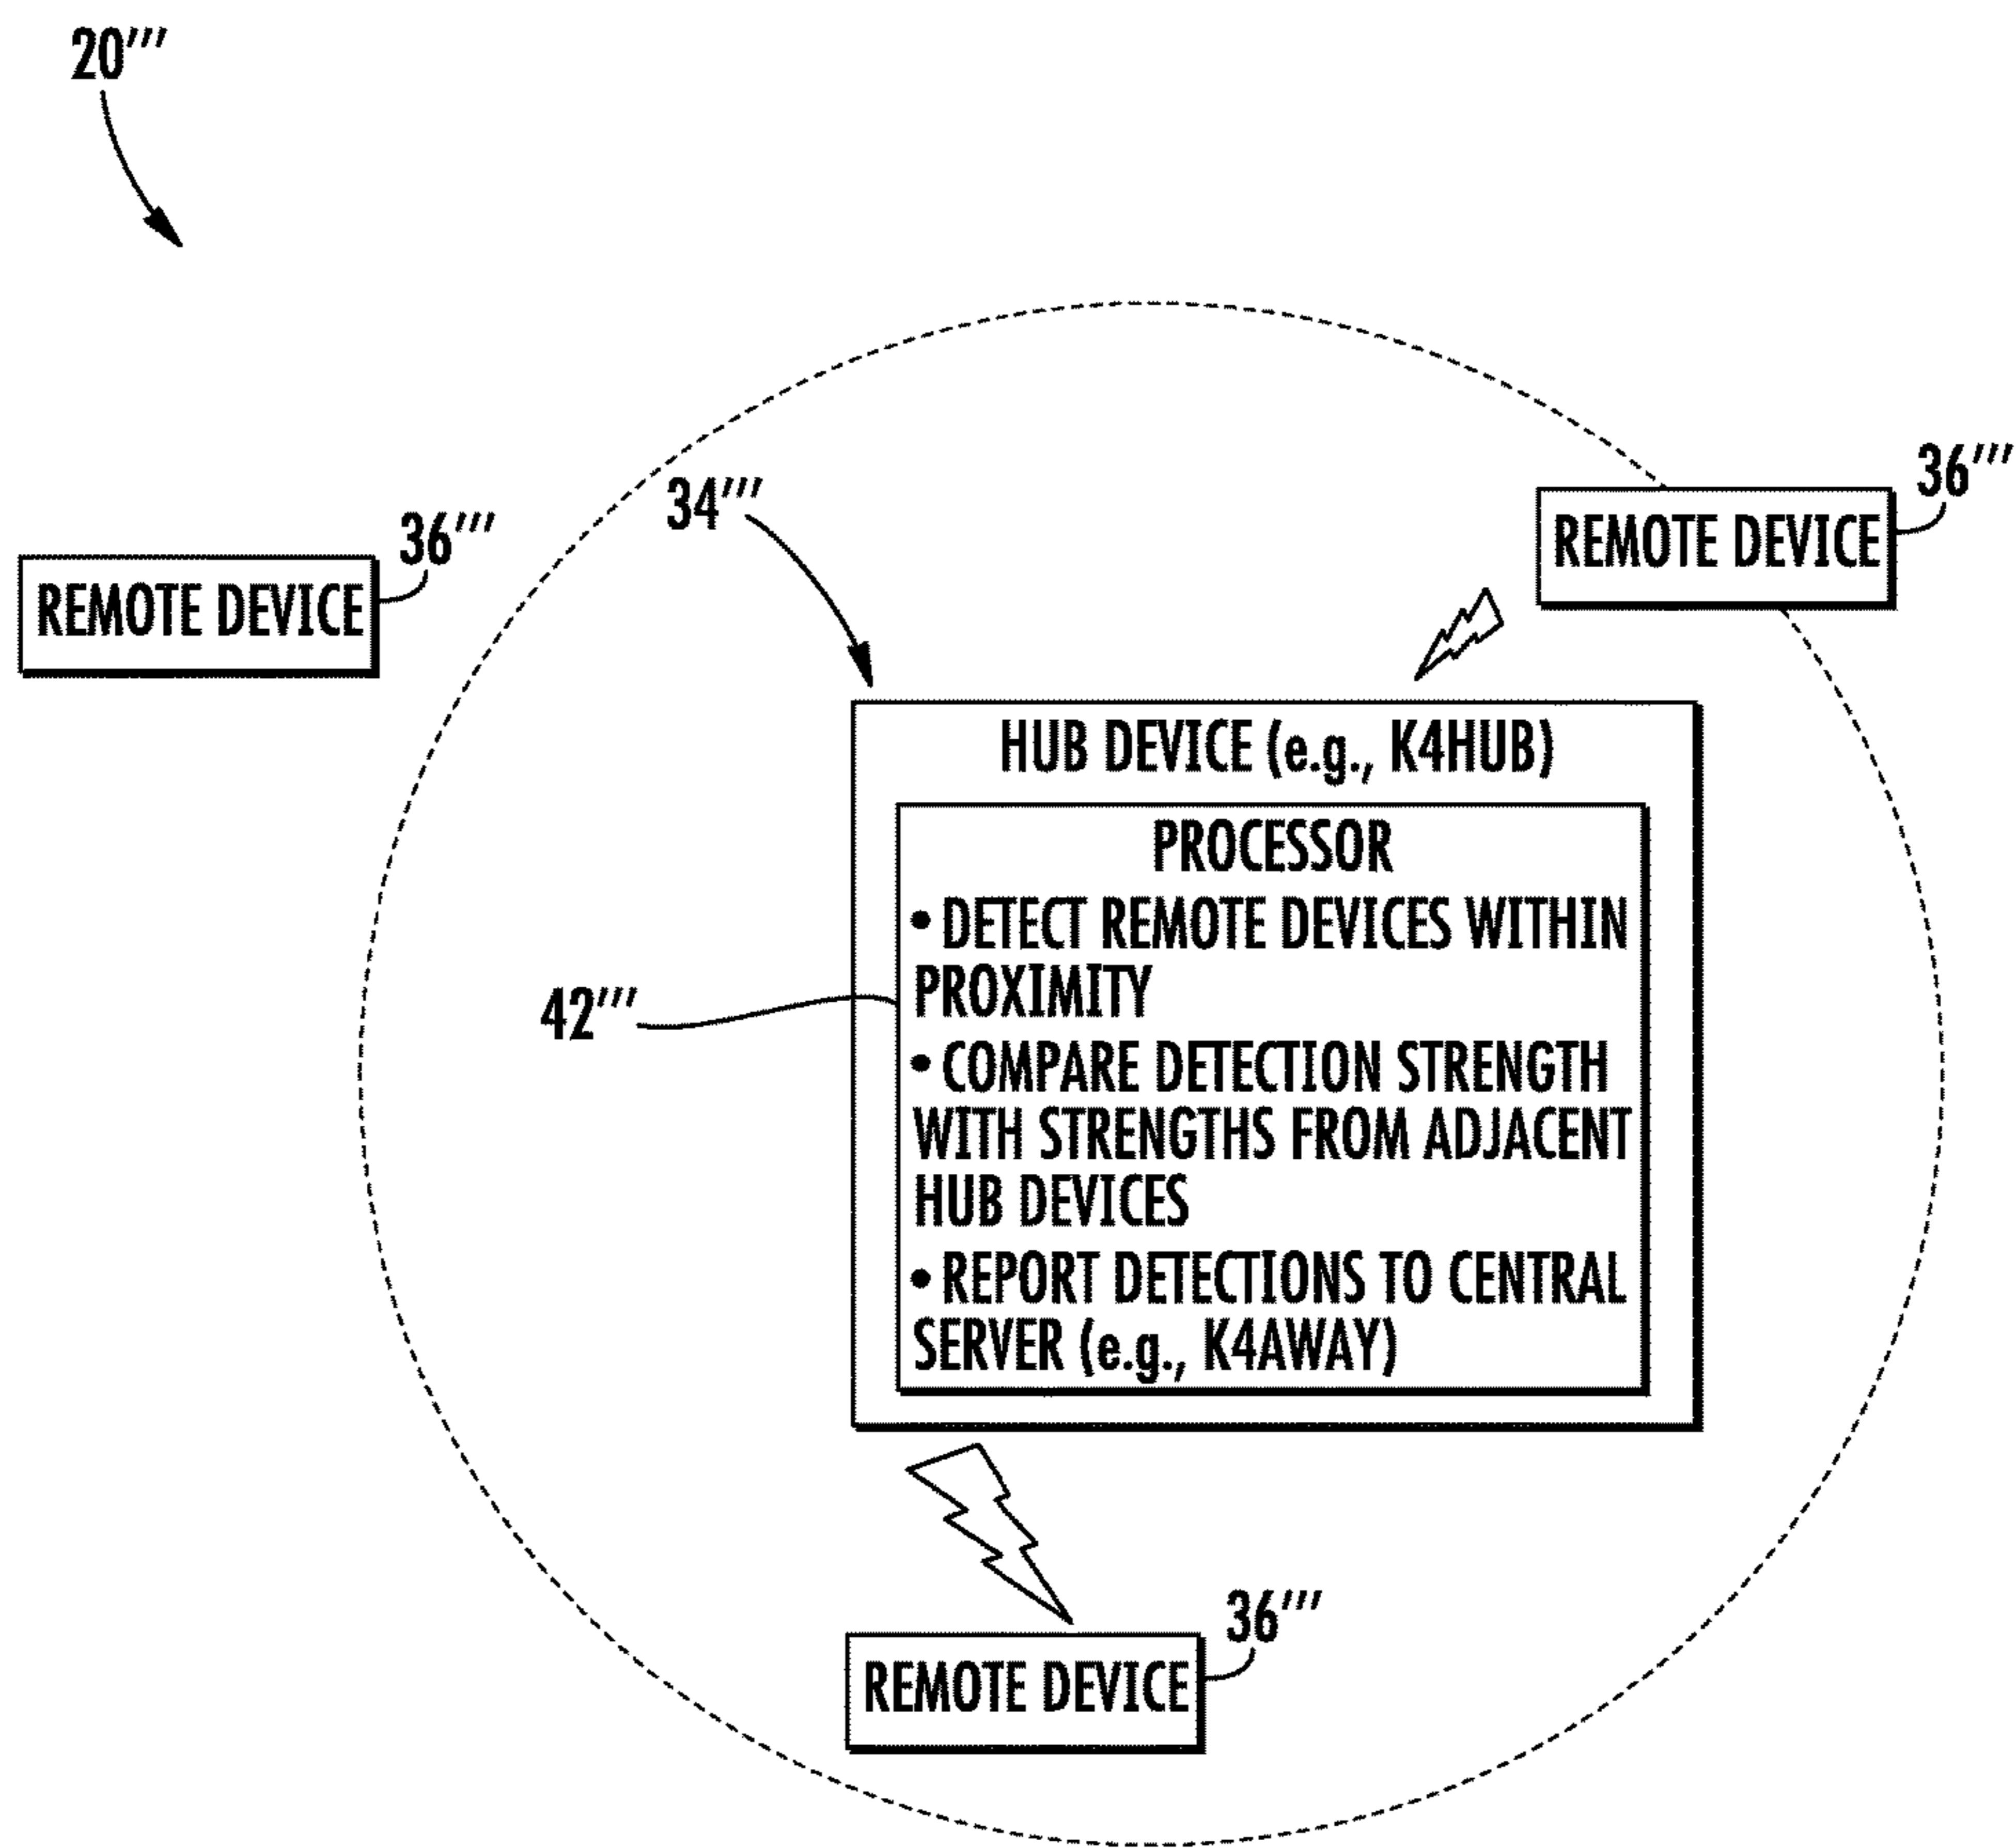 20‴
34‴
36‴
REMOTE DEVICE
36‴
REMOTE DEVICE
HUB DEVICE (e.g., K4HUB)
PROCESSOR
• DETECT REMOTE DEVICES WITHIN
PROXIMITY
42‴
• COMPARE DETECTION STRENGTH
WITH STRENGTHS FROM ADJACENT
HUB DEVICES
• REPORT DETECTIONS TO CENTRAL
SERVER (e.g., K4AWAY)
36‴
REMOTE DEVICE